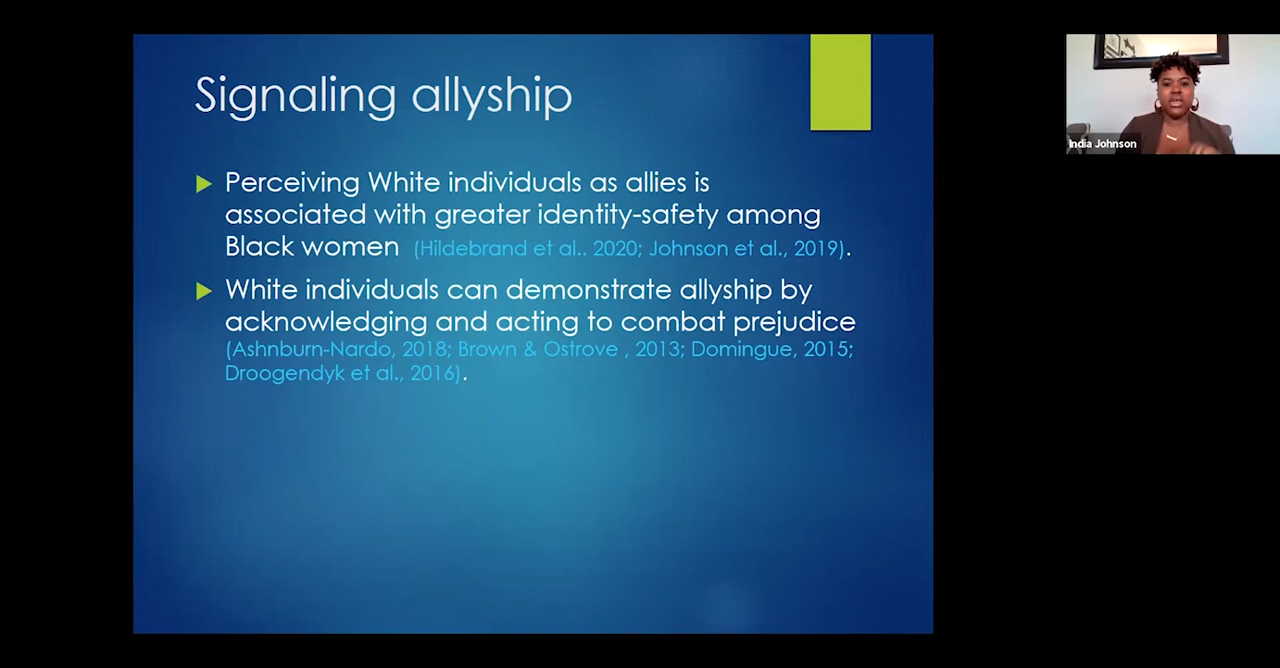 Signaling allyship
Perceiving White individuals as allies is
associated with greater identity-safety among
Black women (Hildebrand et al.. 2020; Johnson et al., 2019).
White individuals can demonstrate allyship by
acknowledging and acting to combat prejudice
(Ashnburn-Nardo, 2018; Brown & Ostrove , 2013; Domingue, 2015;
Droogendyk et al., 2016).
India Johnson